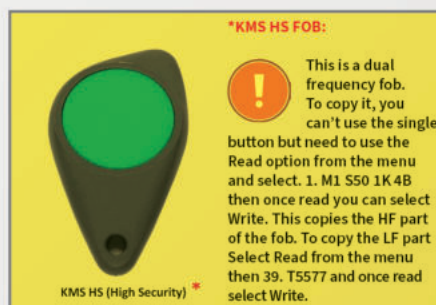 *KMS HS FOB:
This is a dual
frequency fob.
To copy it, you
can't use the single
button but need to use the
Read option from the menu
and select. 1. M1 S50 1K 4B
then once read you can select
Write. This copies the HF part
of the fob. To copy the LF part
Select Read from the menu
then 39. T5577 and once read
select Write.
KMS HS (High Security) *